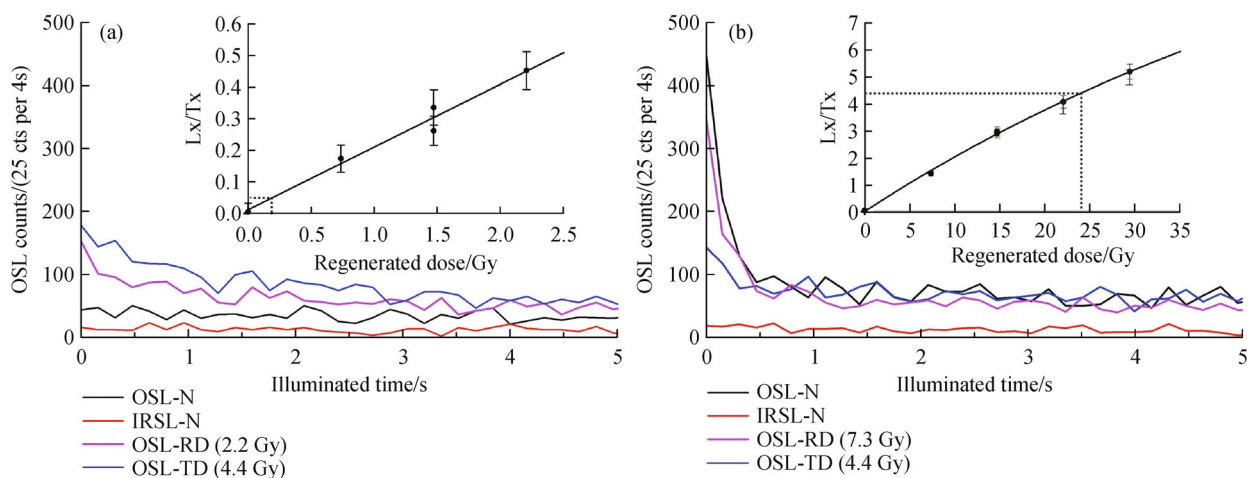 (a)
500
400
300
200
100
0
OSL counts/(25 cts per 4s)
0 1 2 3 4 5
Illuminated time/s
0.6
0.5
0.4
0.3
0.2
0.1
0.0
Lx/Tx
0.0 0.5 1.0 1.5 2.0 2.5
Regenerated dose/Gy
OSL-N
IRSL-N
OSL-RD (2.2 Gy)
OSL-TD (4.4 Gy)
(b)
500
400
300
200
100
0
OSL counts/(25 cts per 4s)
0 1 2 3 4 5
Illuminated time/s
7
6
5
4
3
2
1
0
Lx/Tx
0 5 10 15 20 25 30 35
Regenerated dose/Gy
OSL-N
IRSL-N
OSL-RD (7.3 Gy)
OSL-TD (4.4 Gy)